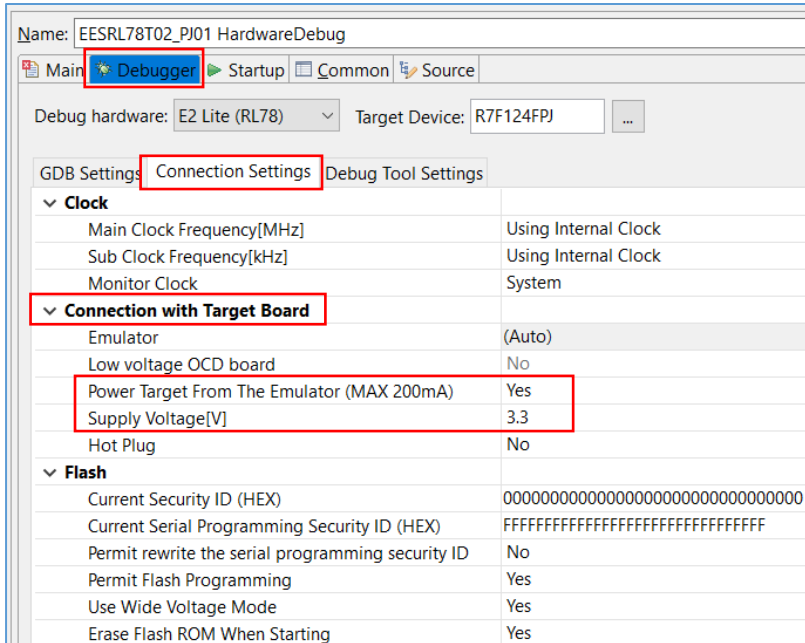 Name: EESRL78T02_PJ01 HardwareDebug
Main Debugger Startup Common Source
Debug hardware: E2 Lite (RL78) Target Device: R7F124FPJ ...
GDB Settings Connection Settings Debug Tool Settings
Clock
Main Clock Frequency[MHz] Using Internal Clock
Sub Clock Frequency[kHz] Using Internal Clock
Monitor Clock System
Connection with Target Board
Emulator (Auto)
Low voltage OCD board No
Power Target From The Emulator (MAX 200mA) Yes
Supply Voltage[V] 3.3
Hot Plug No
Flash
Current Security ID (HEX) 00000000000000000000000000000000
Current Serial Programming Security ID (HEX) FFFFFFFFFFFFFFFFFFFFFFFFFFFFFFFF
Permit rewrite the serial programming security ID No
Permit Flash Programming Yes
Use Wide Voltage Mode Yes
Erase Flash ROM When Starting Yes